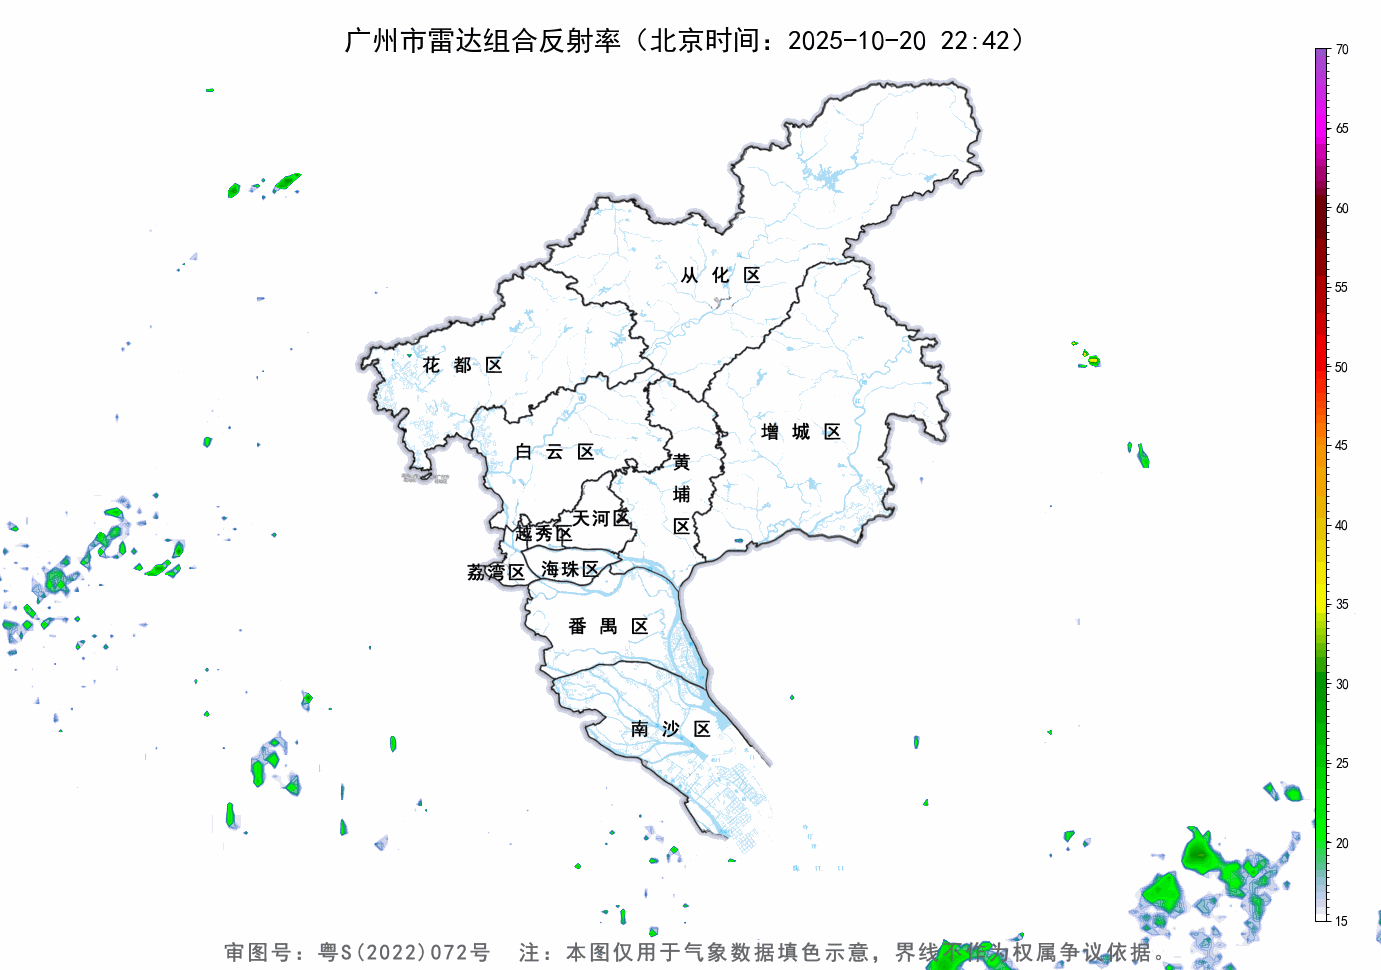 广州市雷达组合反射率（北京时间：2025-10-20 22:42）
70
65
60
55
50
45
40
35
30
25
20
15
从化区
花都区
增城区
白云区
黄埔区
天河区
越秀区
荔湾区
海珠区
番禺区
南沙区
审图号：粤S(2022)072号 注：本图仅用于气象数据填色示意，界线不作为权属争议依据。